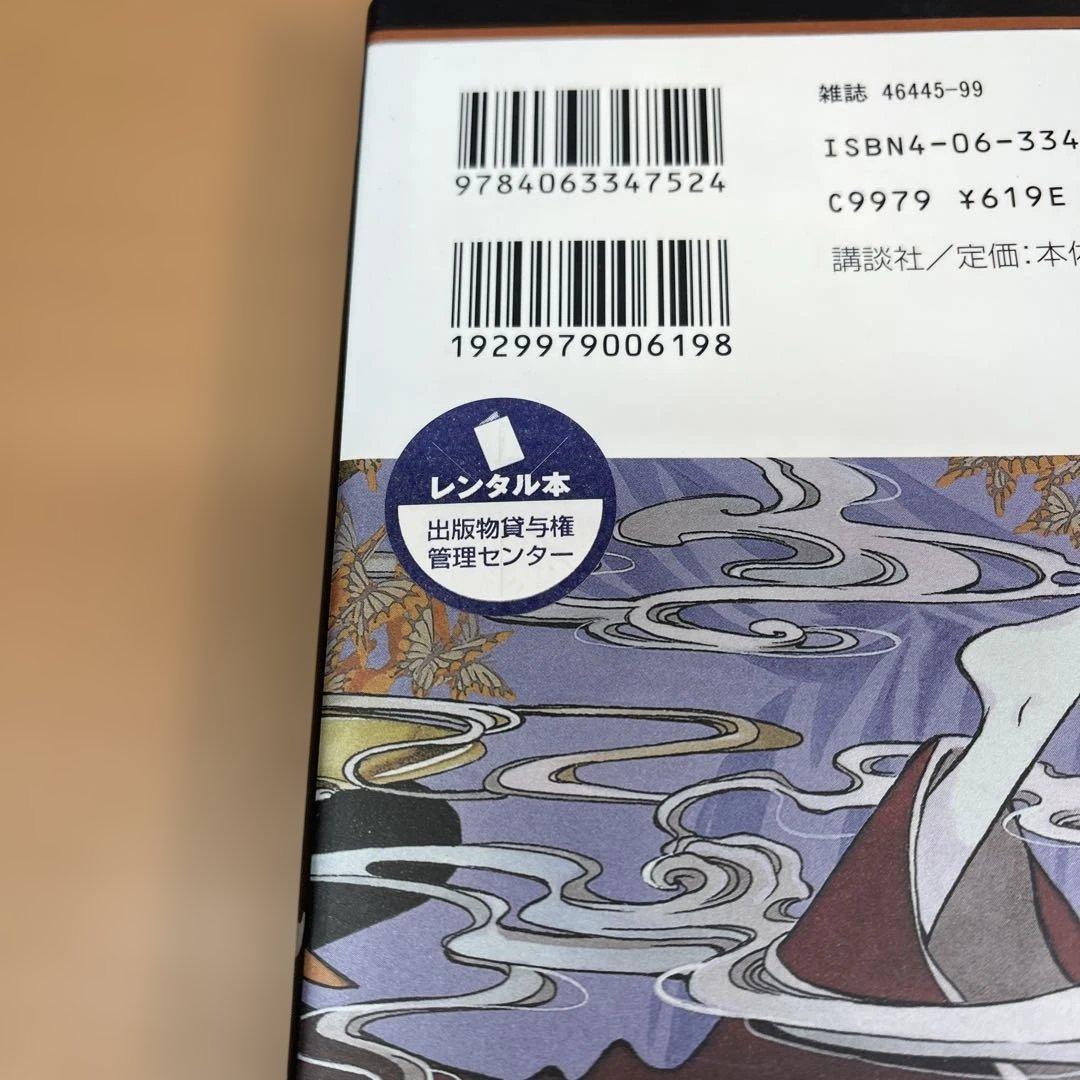 9784063347524
1929979006198
雑誌 46445-99
ISBN4-06-334
C9979 ¥619E
講談社／定価：本体
レンタル本
出版物貸与権
管理センター